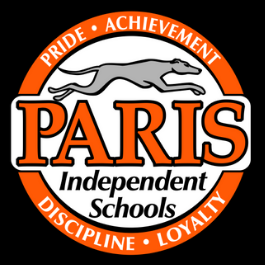 PRIDE • ACHIEVEMENT
PARIS
Independent
Schools
DISCIPLINE • LOYALTY